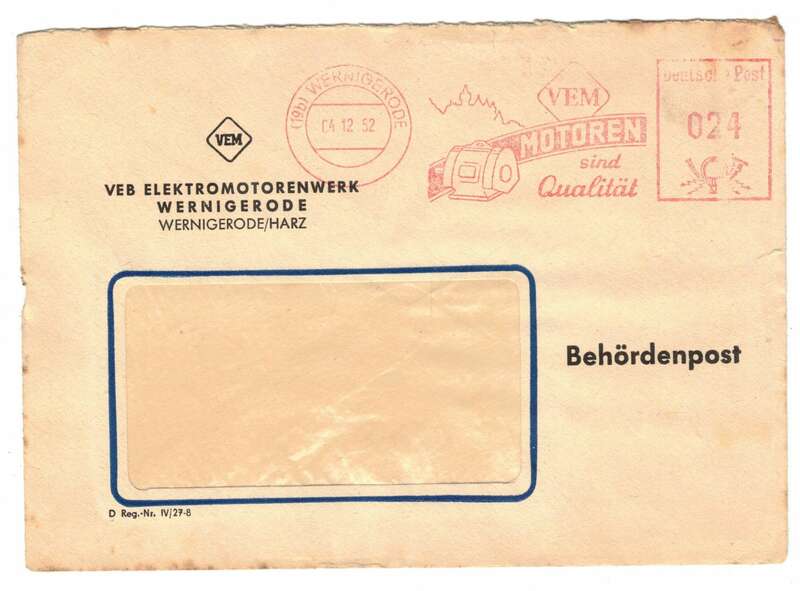 (19b) WERNIGERODE
04.12.52
VEM
MOTOREN
sind
Qualität
Deutsche Post
024
VEM
VEB ELEKTROMOTORENWERK
WERNIGERODE
WERNIGERODE/HARZ
Behördenpost
D Reg.-Nr. IV/27-8